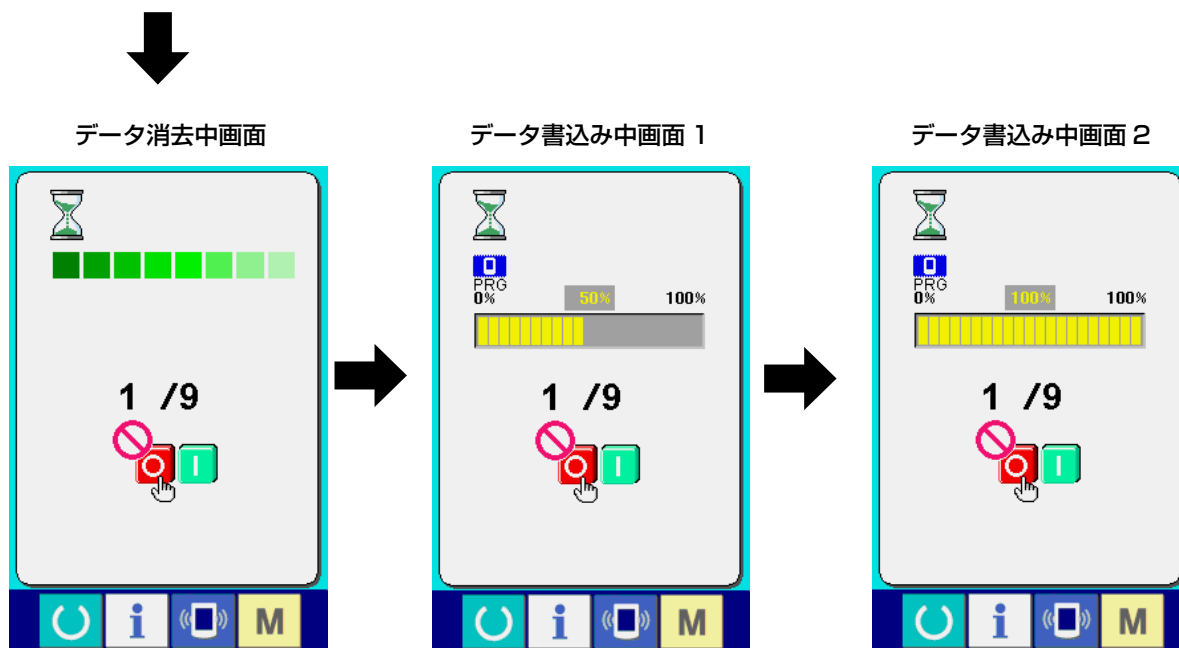 データ消去中画面
1 /9
i
M
データ書込み中画面 1
PRG
0% 50% 100%
1 /9
i
M
データ書込み中画面 2
PRG
0% 100% 100%
1 /9
i
M